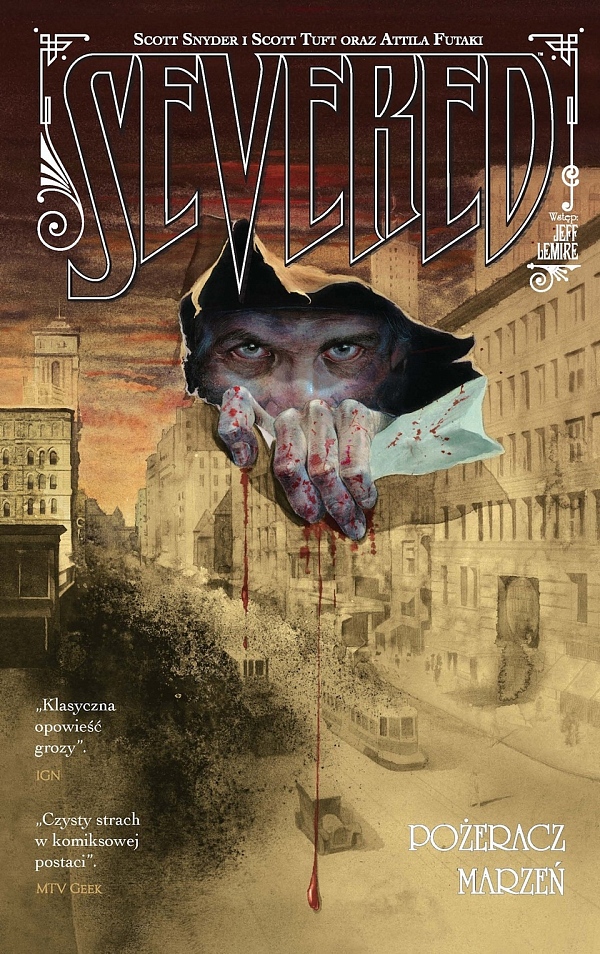 Scott Snyder i Scott Tuft oraz Attila Futaki
SEVERED™
Wstęp:
JEFF
LEMIRE
„Klasyczna
opowieść
grozy”.
IGN
„Czysty strach
w komiksowej
postaci”.
MTV Geek
POŻERACZ
MARZEŃ